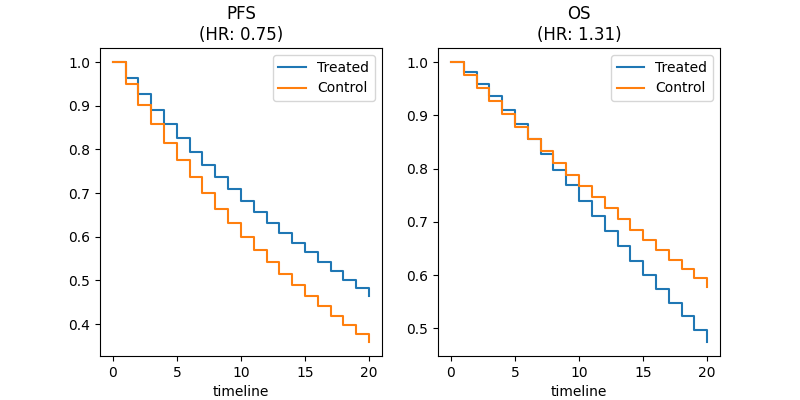 PFS
(HR: 0.75)
Treated
Control
1.0
0.9
0.8
0.7
0.6
0.5
0.4
0 5 10 15 20
timeline
OS
(HR: 1.31)
Treated
Control
1.0
0.9
0.8
0.7
0.6
0.5
0 5 10 15 20
timeline